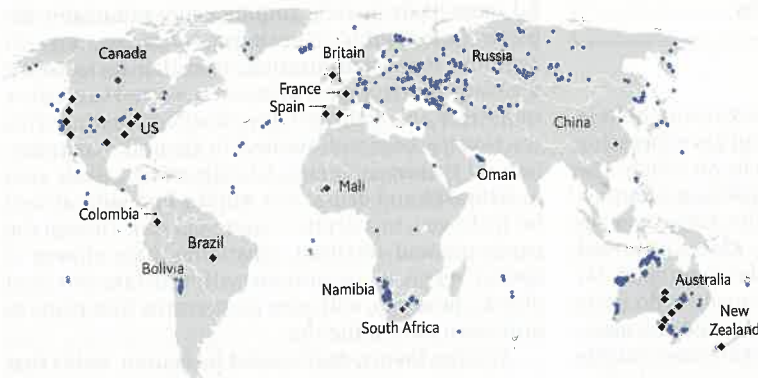 Canada
Britain
Russia
France
Spain
US
China
Oman
Mali
Colombia
Brazil
Bolivia
Namibia
South Africa
Australia
New
Zealand